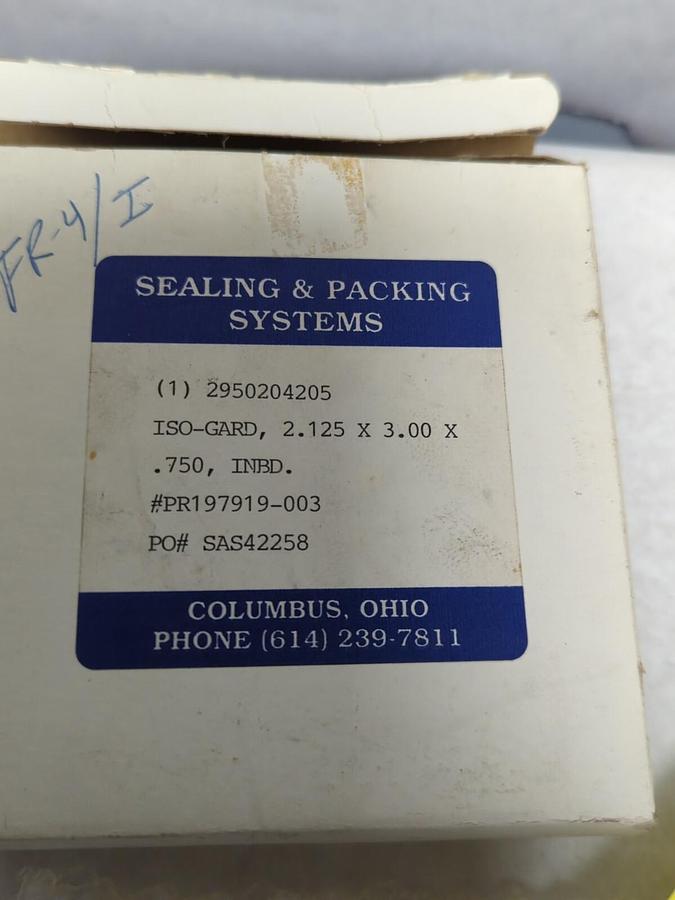 FR-4/I
SEALING & PACKING
SYSTEMS
(1) 2950204205
ISO-GARD, 2.125 X 3.00 X
.750, INBD.
#PR197919-003
PO# SAS42258
COLUMBUS, OHIO
PHONE (614) 239-7811